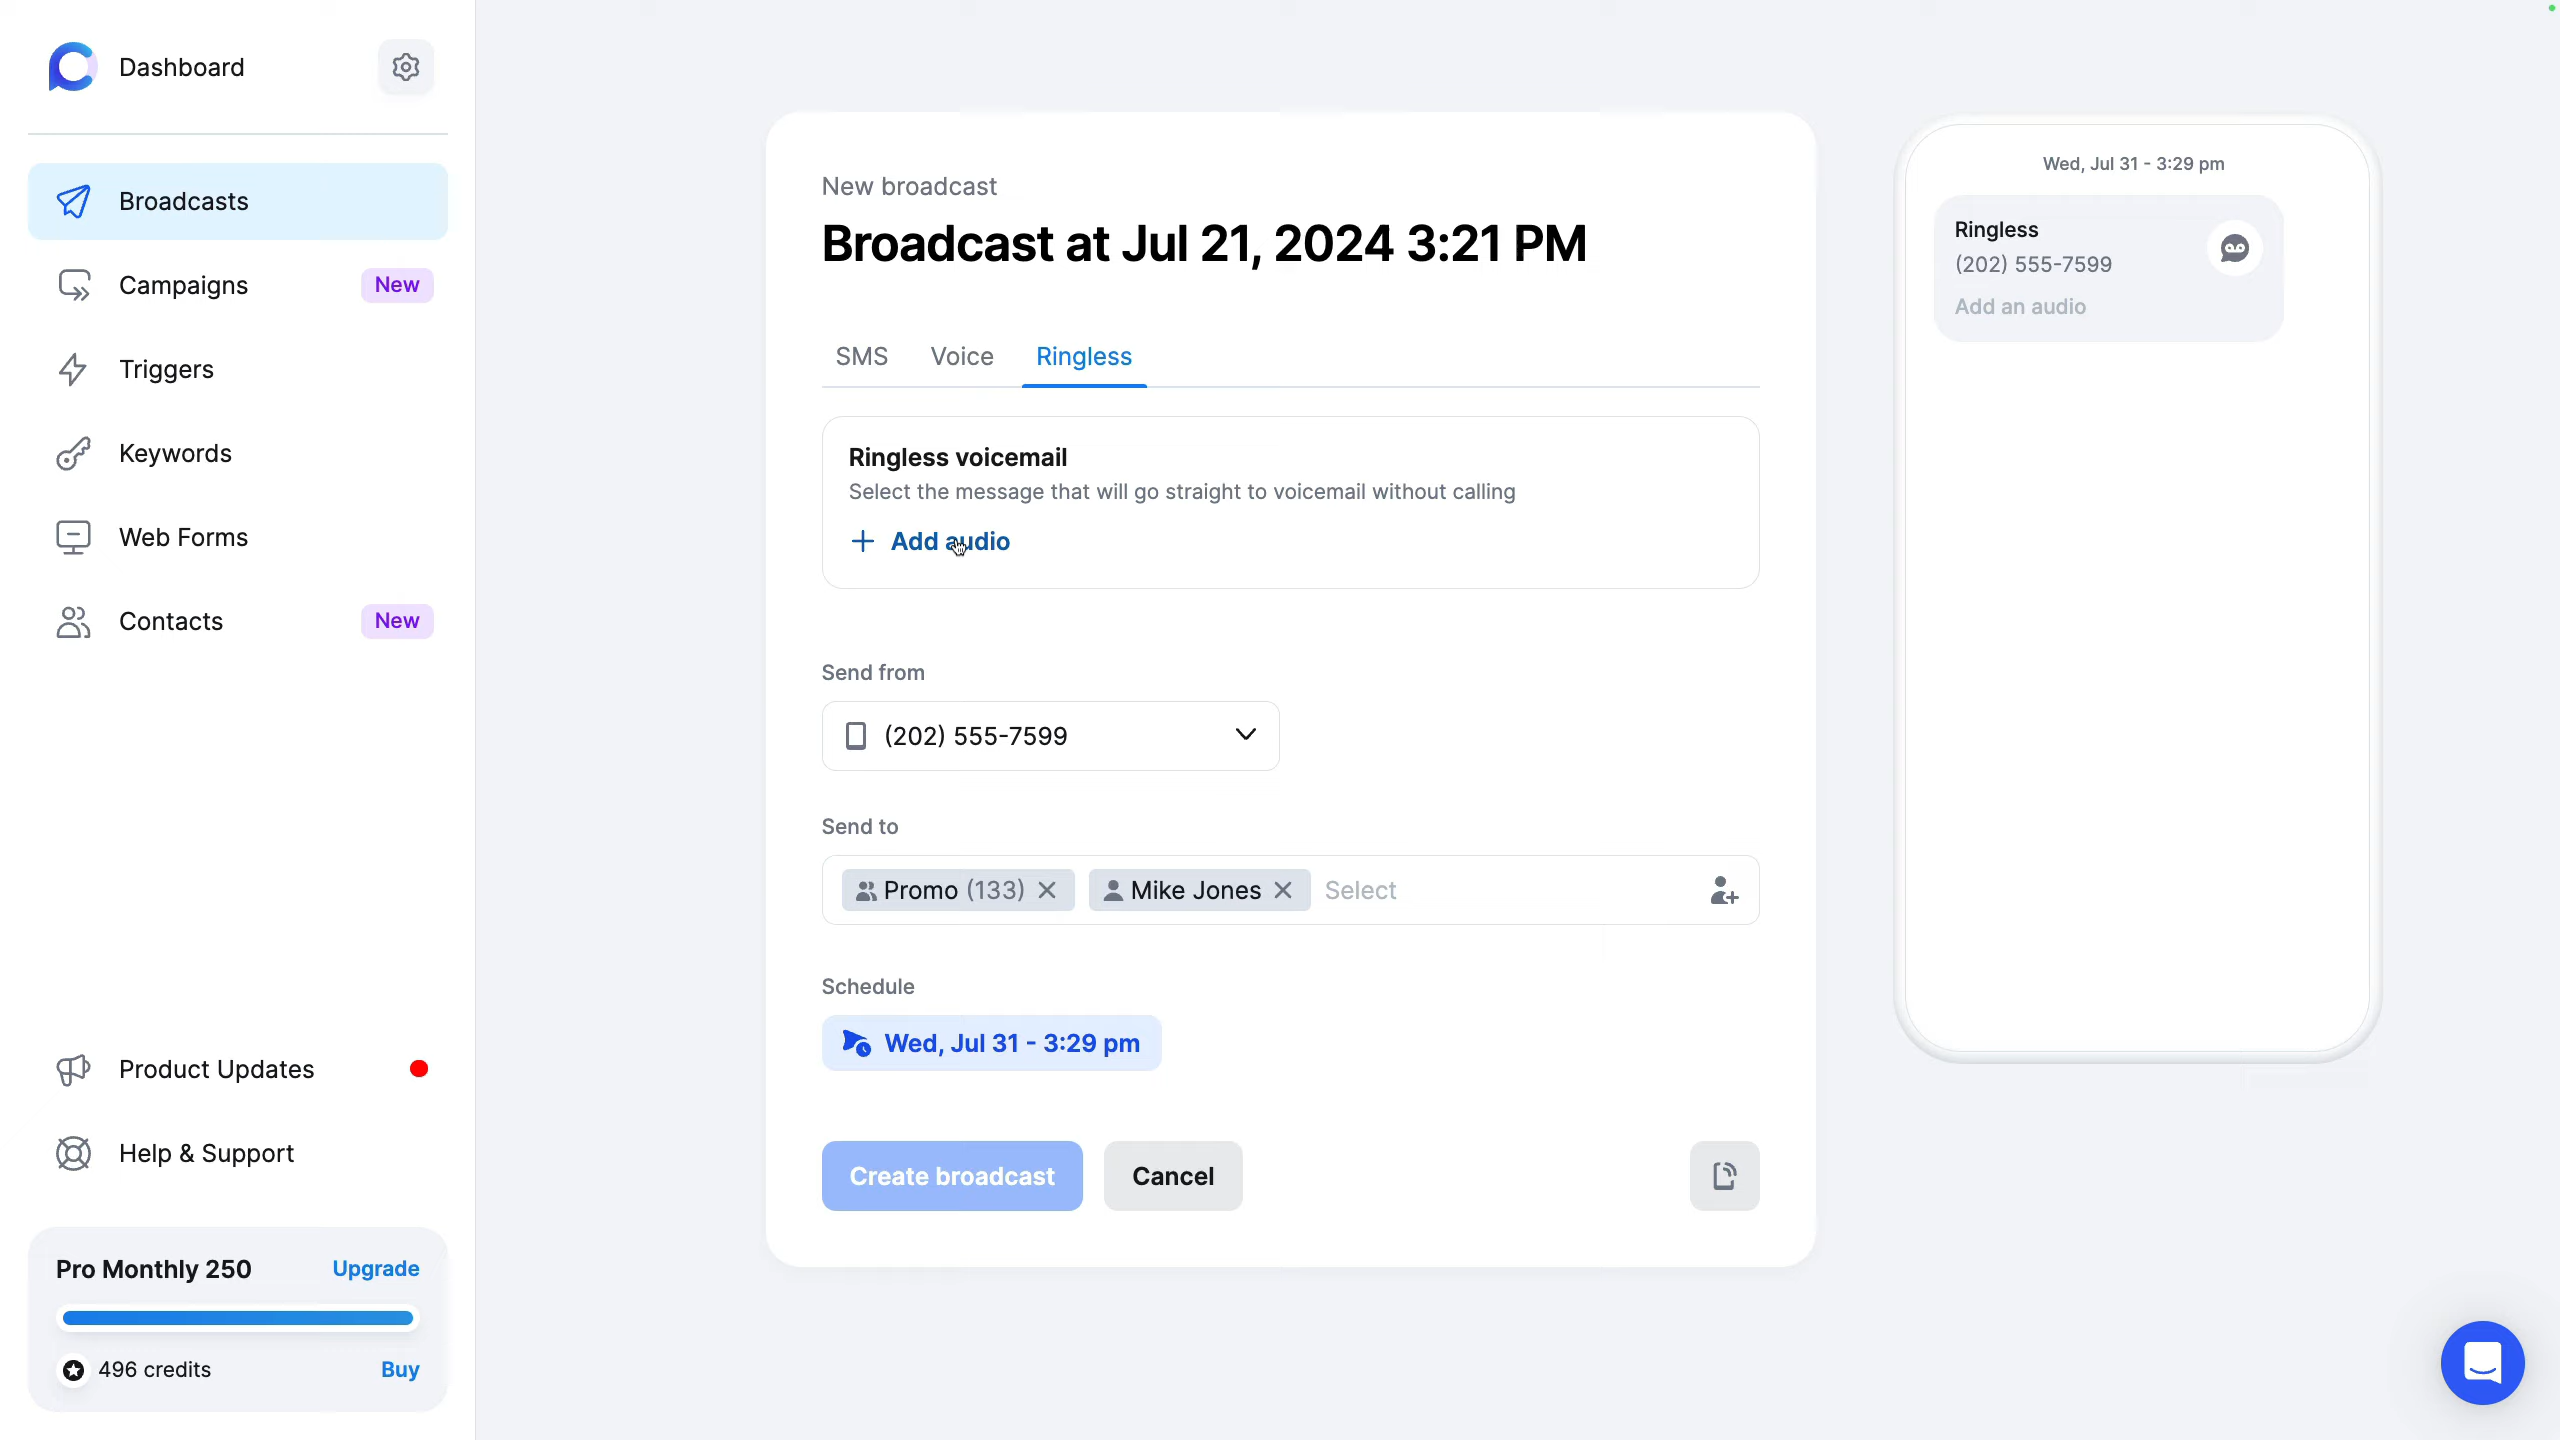 Dashboard
Broadcasts
Campaigns New
Triggers
Keywords
Web Forms
Contacts New
Product Updates
Help & Support
Pro Monthly 250 Upgrade
496 credits Buy
New broadcast
Broadcast at Jul 21, 2024 3:21 PM
SMS Voice Ringless
Ringless voicemail
Select the message that will go straight to voicemail without calling
Add audio
Send from
(202) 555-7599
Send to
Promo (133) Mike Jones Select
Schedule
Wed, Jul 31 - 3:29 pm
Create broadcast Cancel
Wed, Jul 31 - 3:29 pm
Ringless
(202) 555-7599
Add an audio